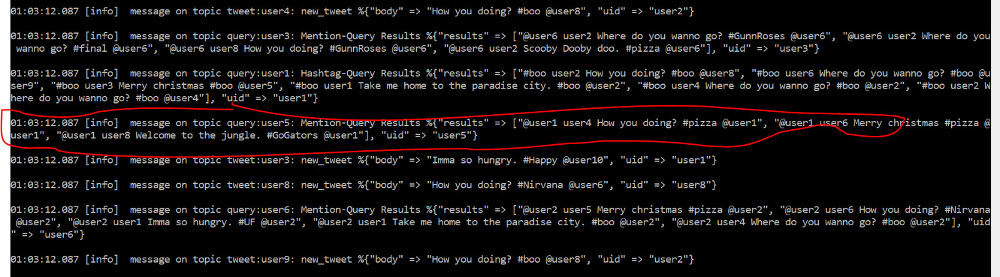 01:03:12.087 [info]  message on topic tweet:user4: new_tweet %{"body" => "How you doing? #boo @user8", "uid" => "user2"}
01:03:12.087 [info]  message on topic query:user3: Mention-Query Results %{"results" => ["@user6 user2 Where do you wanno go? #GunnRoses @user6", "@user6 user2 Where do you
 wanno go? #final @user6", "@user6 user8 How you doing? #GunnRoses @user6", "@user6 user2 Scooby Dooby doo. #pizza @user6"], "uid" => "user3"}
01:03:12.087 [info]  message on topic query:user1: Hashtag-Query Results %{"results" => ["#boo user2 How you doing? #boo @user8", "#boo user6 Where do you wanno go? #boo @u
ser9", "#boo user3 Merry christmas #boo @user5", "#boo user1 Take me home to the paradise city. #boo @user2", "#boo user4 Where do you wanno go? #boo @user2", "#boo user2 W
here do you wanno go? #boo @user4"], "uid" => "user1"}
01:03:12.087 [info]  message on topic query:user5: Mention-Query Results %{"results" => ["@user1 user4 How you doing? #pizza @user1", "@user1 user6 Merry christmas #pizza @
user1", "@user1 user8 Welcome to the jungle. #GoGators @user1"], "uid" => "user5"}
01:03:12.087 [info]  message on topic tweet:user3: new_tweet %{"body" => "Imma so hungry. #Happy @user10", "uid" => "user1"}
01:03:12.087 [info]  message on topic tweet:user8: new_tweet %{"body" => "How you doing? #Nirvana @user6", "uid" => "user8"}
01:03:12.087 [info]  message on topic query:user6: Mention-Query Results %{"results" => ["@user2 user5 Merry christmas #pizza @user2", "@user2 user6 How you doing? #Nirvana
 @user2", "@user2 user1 Imma so hungry. #UF @user2", "@user2 user1 Take me home to the paradise city. #boo @user2", "@user2 user4 Where do you wanno go? #boo @user2"], "uid
" => "user6"}
01:03:12.087 [info]  message on topic tweet:user9: new_tweet %{"body" => "How you doing? #boo @user8", "uid" => "user2"}